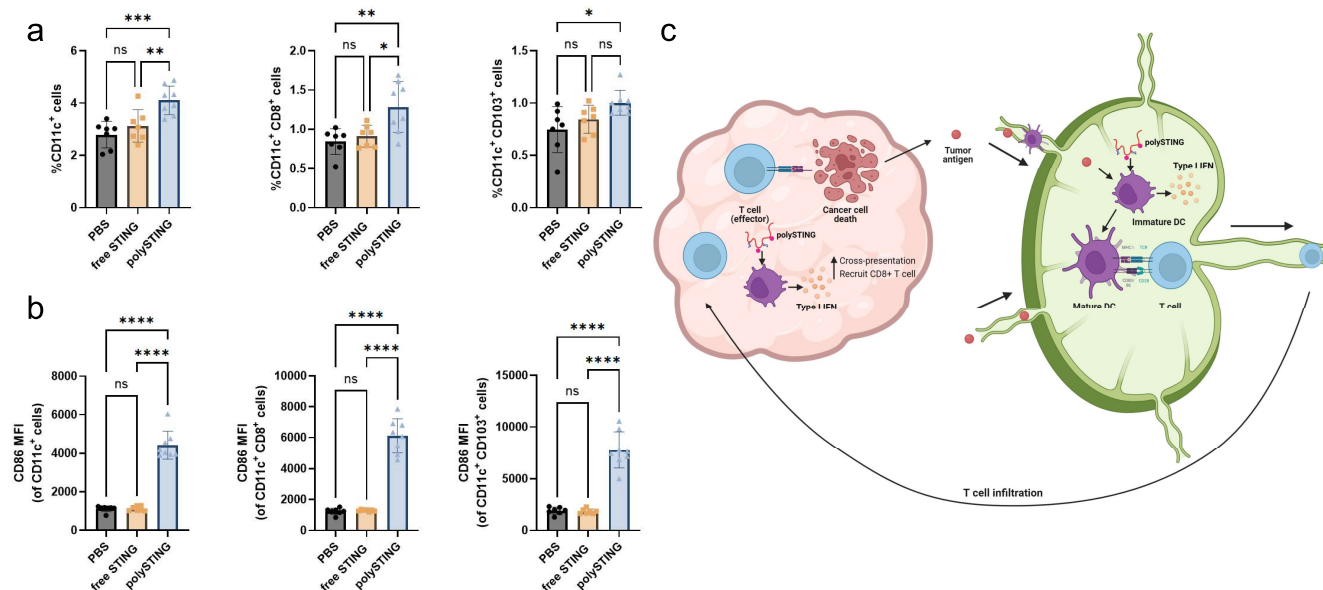 a
***
ns
**
%CD11c⁺ cells
6
4
2
0
PBS
free STING
polySTING
**
ns
*
%CD11c⁺ CD8⁺ cells
2.0
1.5
1.0
0.5
0.0
PBS
free STING
polySTING
*
ns
ns
%CD11c⁺ CD103⁺ cells
1.5
1.0
0.5
0.0
PBS
free STING
polySTING
b
****
****
ns
CD86 MFI
(of CD11c⁺ cells)
8000
6000
4000
2000
0
PBS
free STING
polySTING
****
****
ns
CD86 MFI
(of CD11c⁺ CD8⁺ cells)
10000
8000
6000
4000
2000
0
PBS
free STING
polySTING
****
****
ns
CD86 MFI
(of CD11c⁺ CD103⁺ cells)
15000
10000
5000
0
PBS
free STING
polySTING
c
T cell
(effector)
Cancer cell
death
polySTING
Cross-presentation
Recruit CD8+ T cell
Type I IFN
Tumor
antigen
polySTING
Type I IFN
Immature DC
MHC I
TCR
CD28
Mature DC
T cell
T cell infiltration